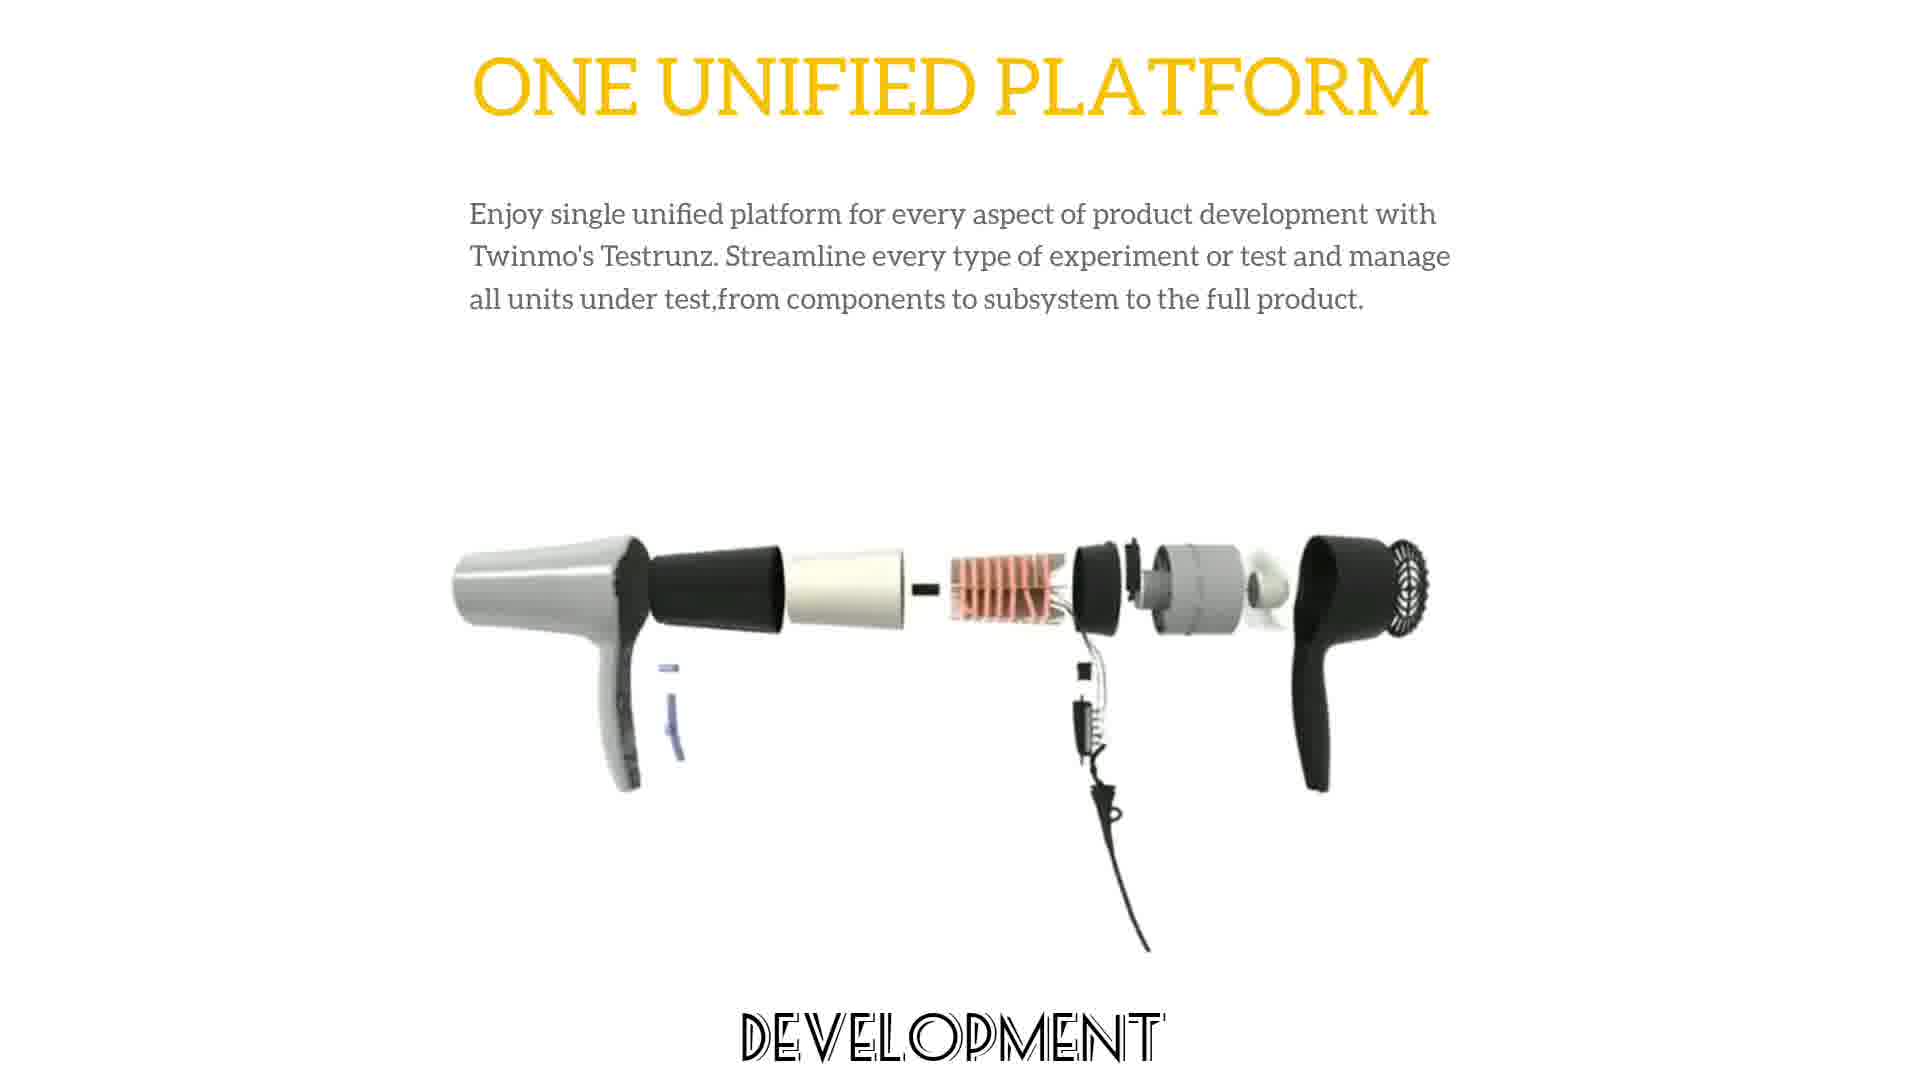 ONE UNIFIED PLATFORM
Enjoy single unified platform for every aspect of product development with
Twinmo's Testrunz. Streamline every type of experiment or test and manage
all units under test,from components to subsystem to the full product.
DEVELOPMENT